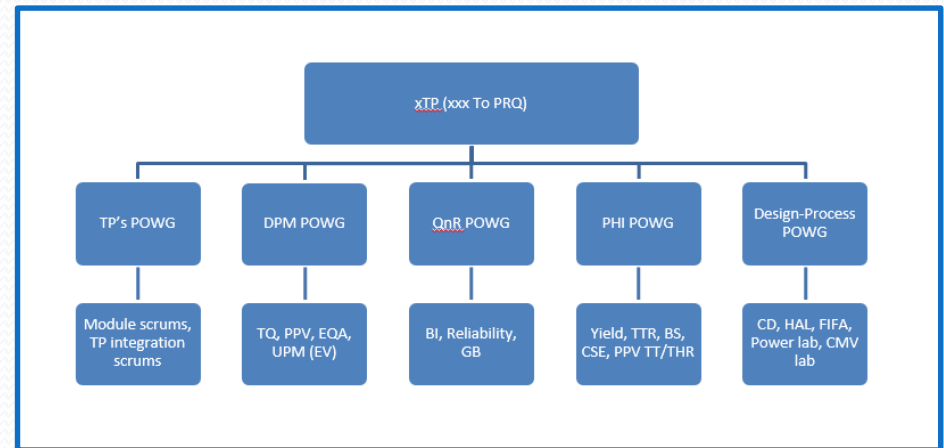 xTP (xxx To PRQ)
TP's POWG
DPM POWG
QnR POWG
PHI POWG
Design-Process
POWG
Module scrums,
TP integration
scrums
TQ, PPV, EQA,
UPM (EV)
BI, Reliability,
GB
Yield, TTR, BS,
CSE, PPV TT/THR
CD, HAL, FIFA,
Power lab, CMV
lab